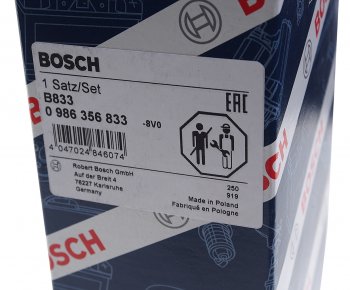 BOSCH
BOSCH
1 Satz/Set
B833
0 986 356 833 -8V0
EAC
4 047024 846074
Robert Bosch GmbH
Auf der Breit 4
76227 Karlsruhe
Germany
250
919
Made in Poland
Fabriqué en Pologne
BOSCH